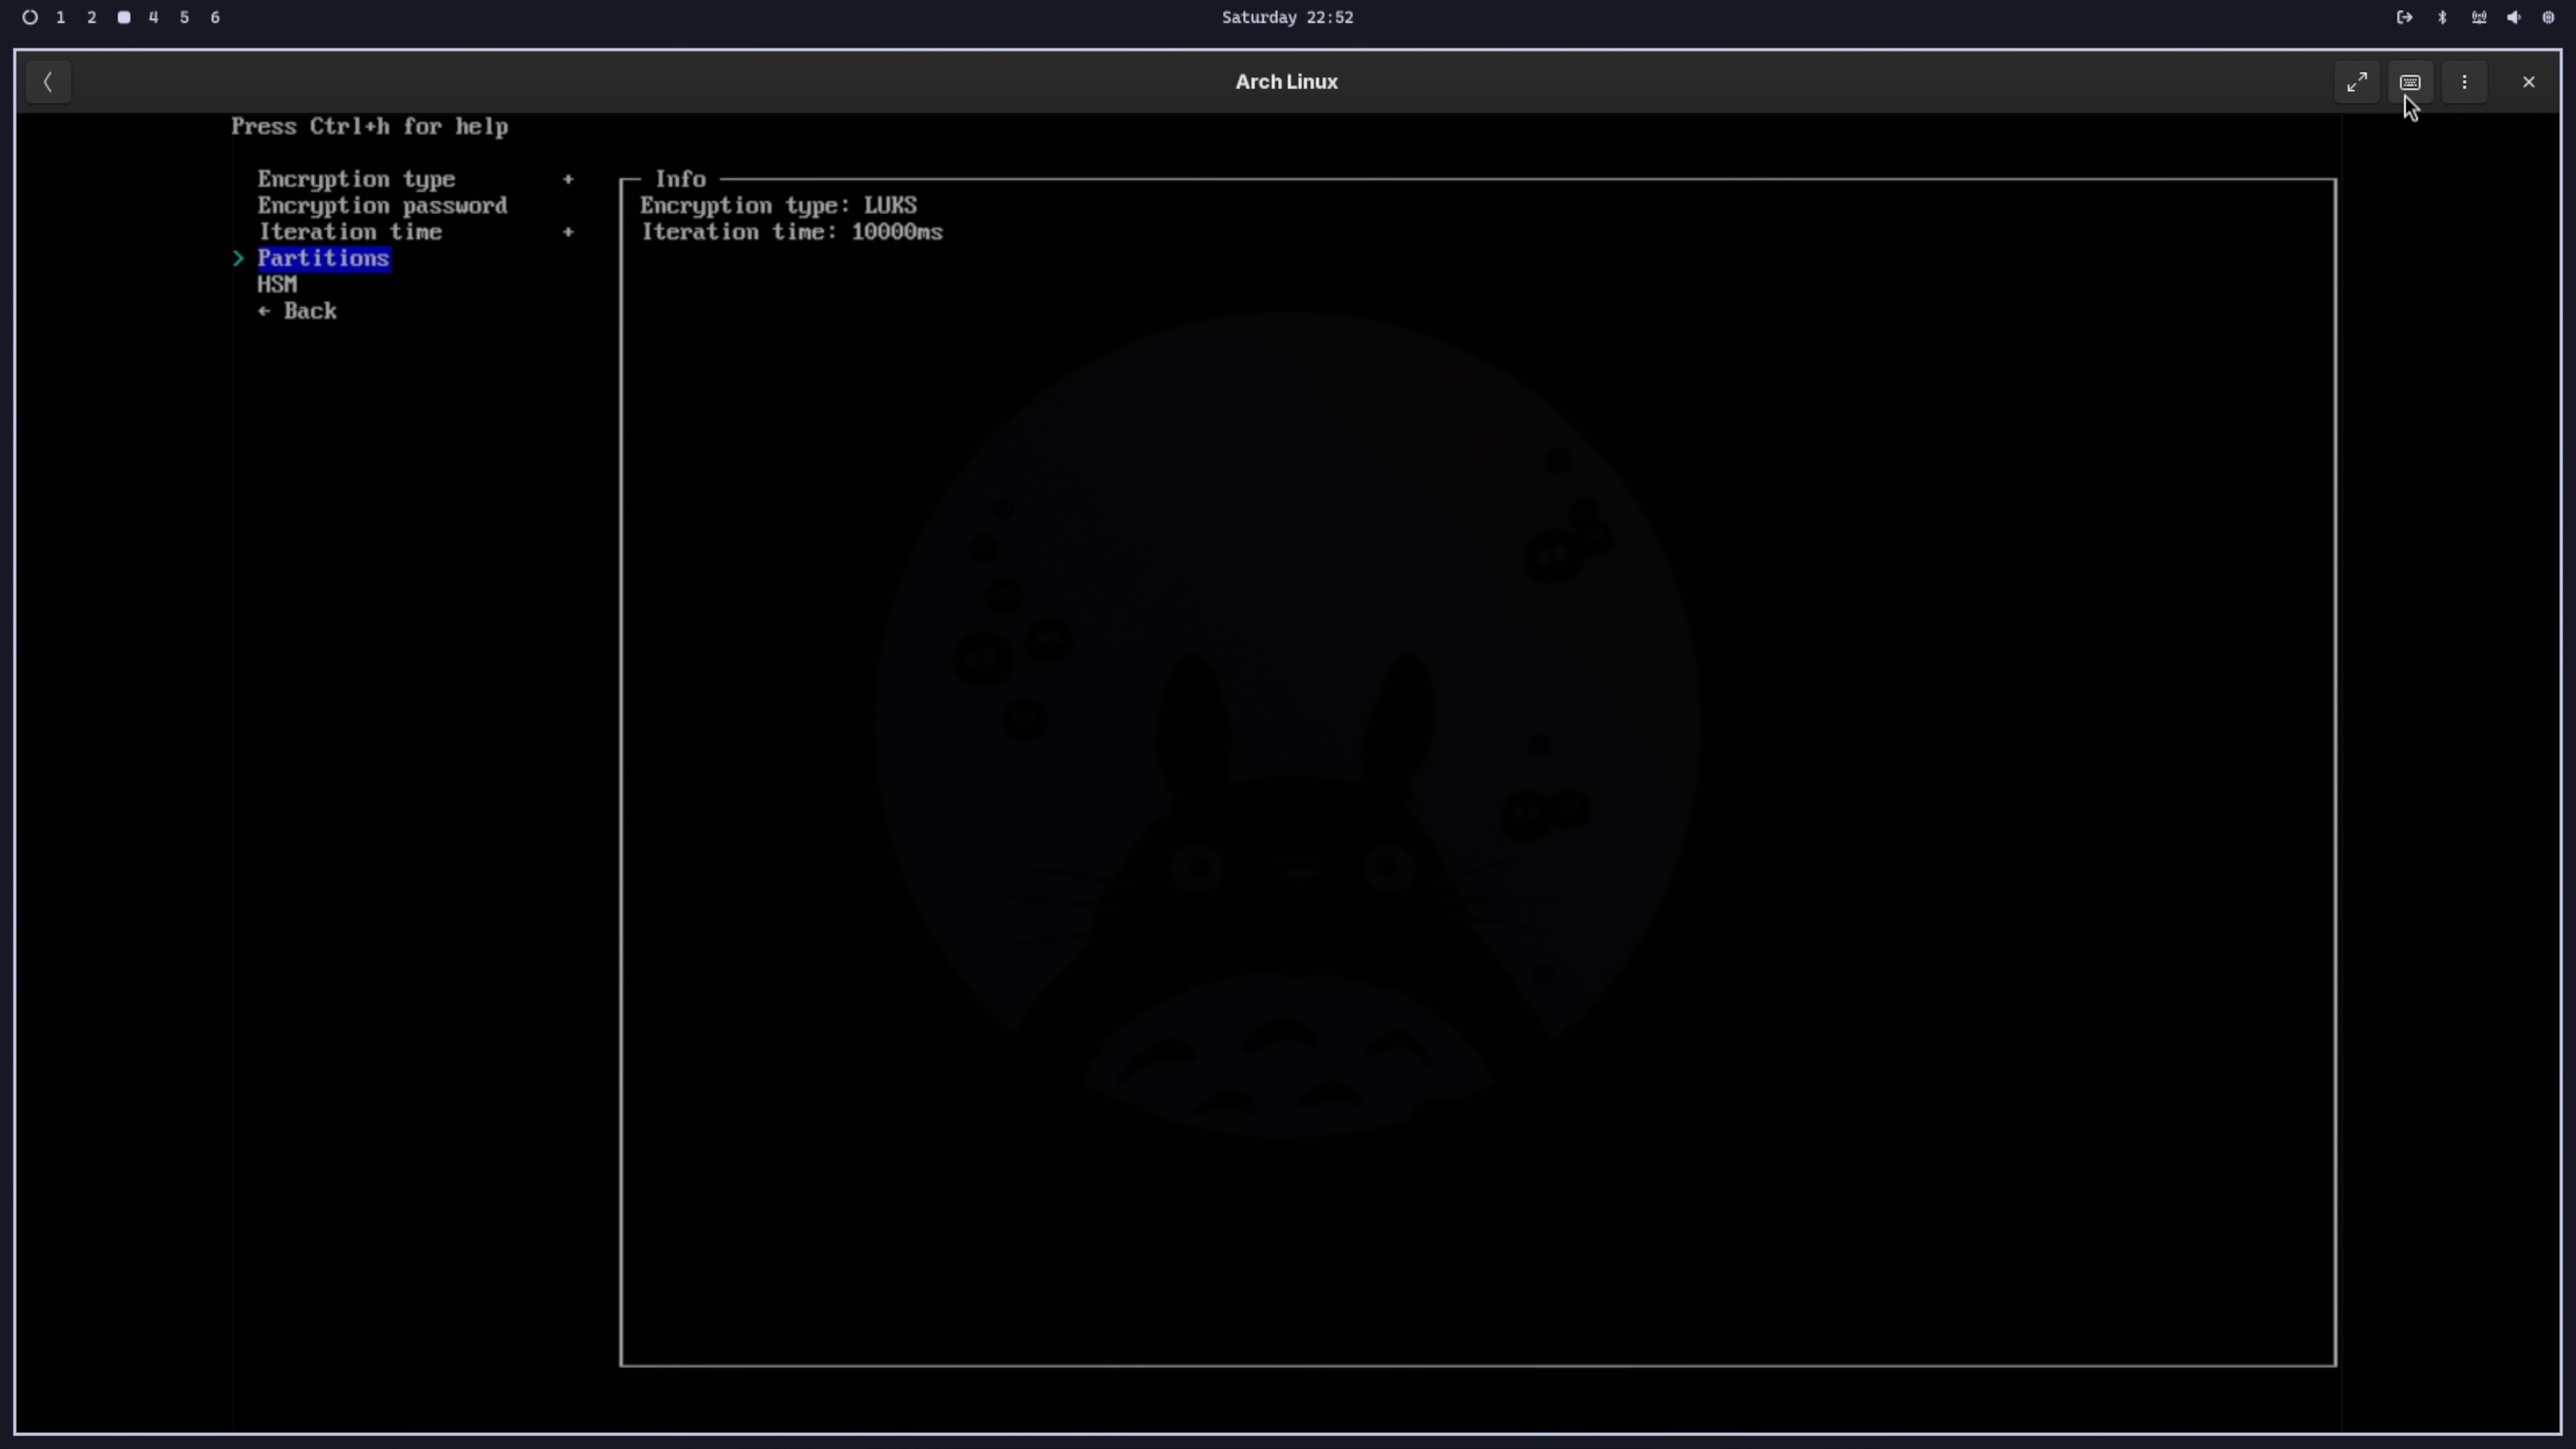 1 2 4 5 6
Saturday 22:52
Arch Linux
Press Ctrl+h for help
Encryption type +
Encryption password
Iteration time +
> Partitions
HSM
← Back
Info
Encryption type: LUKS
Iteration time: 10000ms